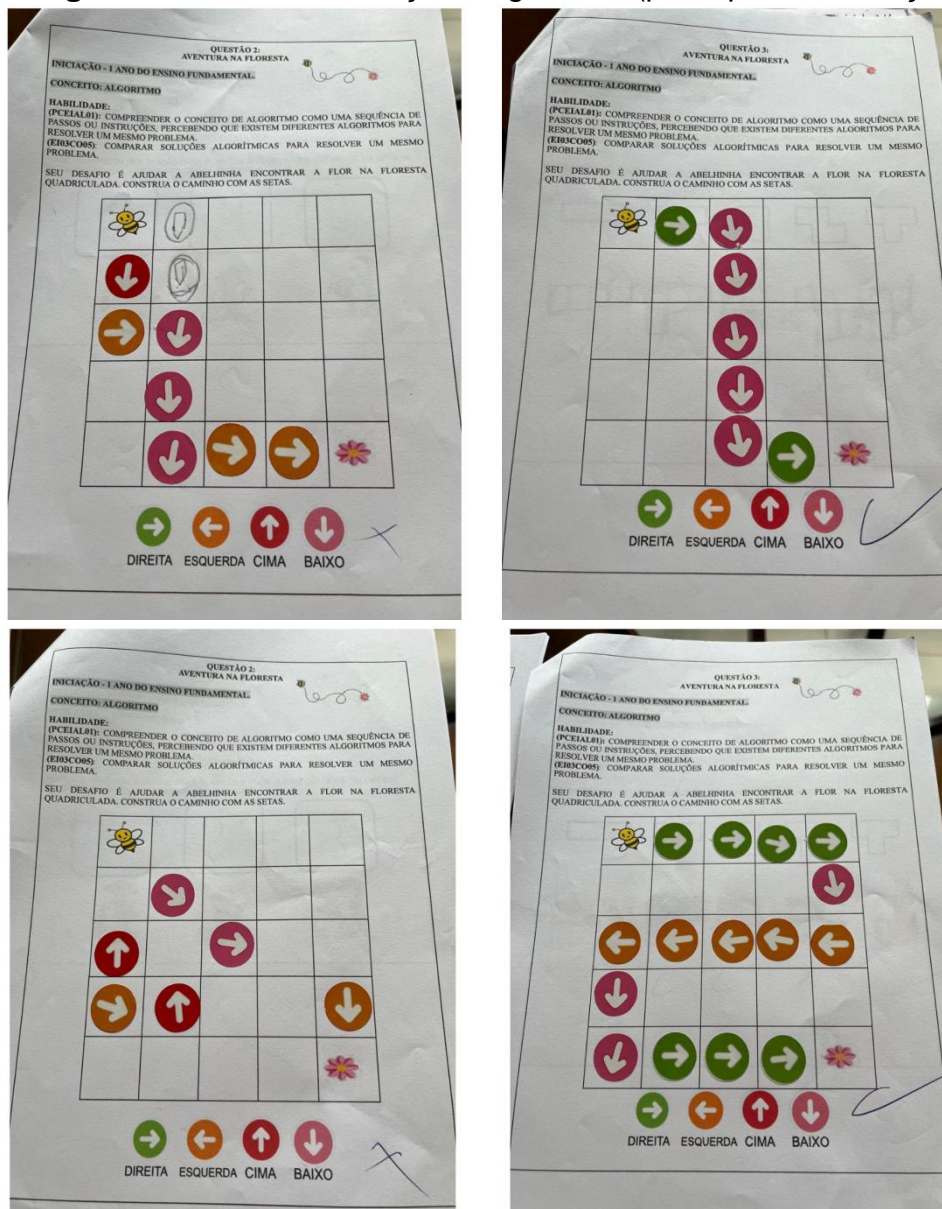 QUESTÃO 2:
AVENTURA NA FLORESTA
INICIAÇÃO - 1 ANO DO ENSINO FUNDAMENTAL.
CONCEITO: ALGORITMO
HABILIDADE:
(PCEIAL01): COMPREENDER O CONCEITO DE ALGORITMO COMO UMA SEQUÊNCIA DE
PASSOS OU INSTRUÇÕES, PERCEBENDO QUE EXISTEM DIFERENTES ALGORITMOS PARA
RESOLVER UM MESMO PROBLEMA.
(EI03CO05): COMPARAR SOLUÇÕES ALGORÍTMICAS PARA RESOLVER UM MESMO
PROBLEMA.
SEU DESAFIO É AJUDAR A ABELHINHA ENCONTRAR A FLOR NA FLORESTA
QUADRICULADA. CONSTRUA O CAMINHO COM AS SETAS.
DIREITA ESQUERDA CIMA BAIXO
QUESTÃO 3:
AVENTURA NA FLORESTA
INICIAÇÃO - 1 ANO DO ENSINO FUNDAMENTAL.
CONCEITO: ALGORITMO
HABILIDADE:
(PCEIAL01): COMPREENDER O CONCEITO DE ALGORITMO COMO UMA SEQUÊNCIA DE
PASSOS OU INSTRUÇÕES, PERCEBENDO QUE EXISTEM DIFERENTES ALGORITMOS PARA
RESOLVER UM MESMO PROBLEMA.
(EI03CO05): COMPARAR SOLUÇÕES ALGORÍTMICAS PARA RESOLVER UM MESMO
PROBLEMA.
SEU DESAFIO É AJUDAR A ABELHINHA ENCONTRAR A FLOR NA FLORESTA
QUADRICULADA. CONSTRUA O CAMINHO COM AS SETAS.
DIREITA ESQUERDA CIMA BAIXO
QUESTÃO 2:
AVENTURA NA FLORESTA
INICIAÇÃO - 1 ANO DO ENSINO FUNDAMENTAL.
CONCEITO: ALGORITMO
HABILIDADE:
(PCEIAL01): COMPREENDER O CONCEITO DE ALGORITMO COMO UMA SEQUÊNCIA DE
PASSOS OU INSTRUÇÕES, PERCEBENDO QUE EXISTEM DIFERENTES ALGORITMOS PARA
RESOLVER UM MESMO PROBLEMA.
(EI03CO05): COMPARAR SOLUÇÕES ALGORÍTMICAS PARA RESOLVER UM MESMO
PROBLEMA.
SEU DESAFIO É AJUDAR A ABELHINHA ENCONTRAR A FLOR NA FLORESTA
QUADRICULADA. CONSTRUA O CAMINHO COM AS SETAS.
DIREITA ESQUERDA CIMA BAIXO
QUESTÃO 3:
AVENTURA NA FLORESTA
INICIAÇÃO - 1 ANO DO ENSINO FUNDAMENTAL.
CONCEITO: ALGORITMO
HABILIDADE:
(PCEIAL01): COMPREENDER O CONCEITO DE ALGORITMO COMO UMA SEQUÊNCIA DE
PASSOS OU INSTRUÇÕES, PERCEBENDO QUE EXISTEM DIFERENTES ALGORITMOS PARA
RESOLVER UM MESMO PROBLEMA.
(EI03CO05): COMPARAR SOLUÇÕES ALGORÍTMICAS PARA RESOLVER UM MESMO
PROBLEMA.
SEU DESAFIO É AJUDAR A ABELHINHA ENCONTRAR A FLOR NA FLORESTA
QUADRICULADA. CONSTRUA O CAMINHO COM AS SETAS.
DIREITA ESQUERDA CIMA BAIXO